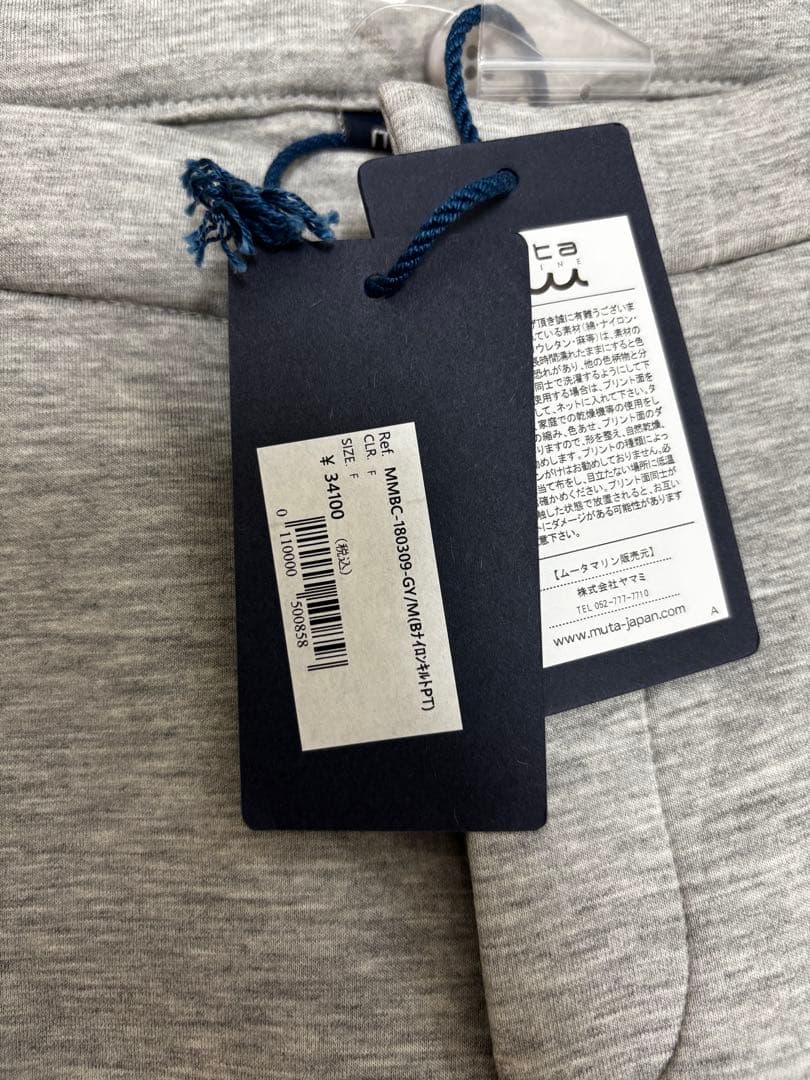 Ref. MMBC-180309-GY/M(BナイロンキルトPT)
CLR. F
SIZE. F
¥ 34100 (税込)
0 110000 500858
頂き誠に有難うございま
ている素材(綿・ナイロン・
ウレタン・麻等)は、素材の
長時間濡れたままにすると色
恐れがあり、他の色柄物と分
同士で洗濯するようにして下
使用する場合は、プリント面を
して、ネットに入れて下さい。タ
家庭での乾燥機等の使用をし
の縮み、色あせ、プリント面のダ
りますので、形を整え、自然乾燥、
めします。プリントの種類によっ
ンがけはお勧めしておりません。必
当て布をし、目立たない場所に低温
確かめください。プリント面同士が
触した状態で放置されると、お互い
にダメージがある可能性があります
意下さい。
【ムータマリン販売元】
株式会社ヤマミ
TEL 052-777-7710
www.muta-japan.com
A